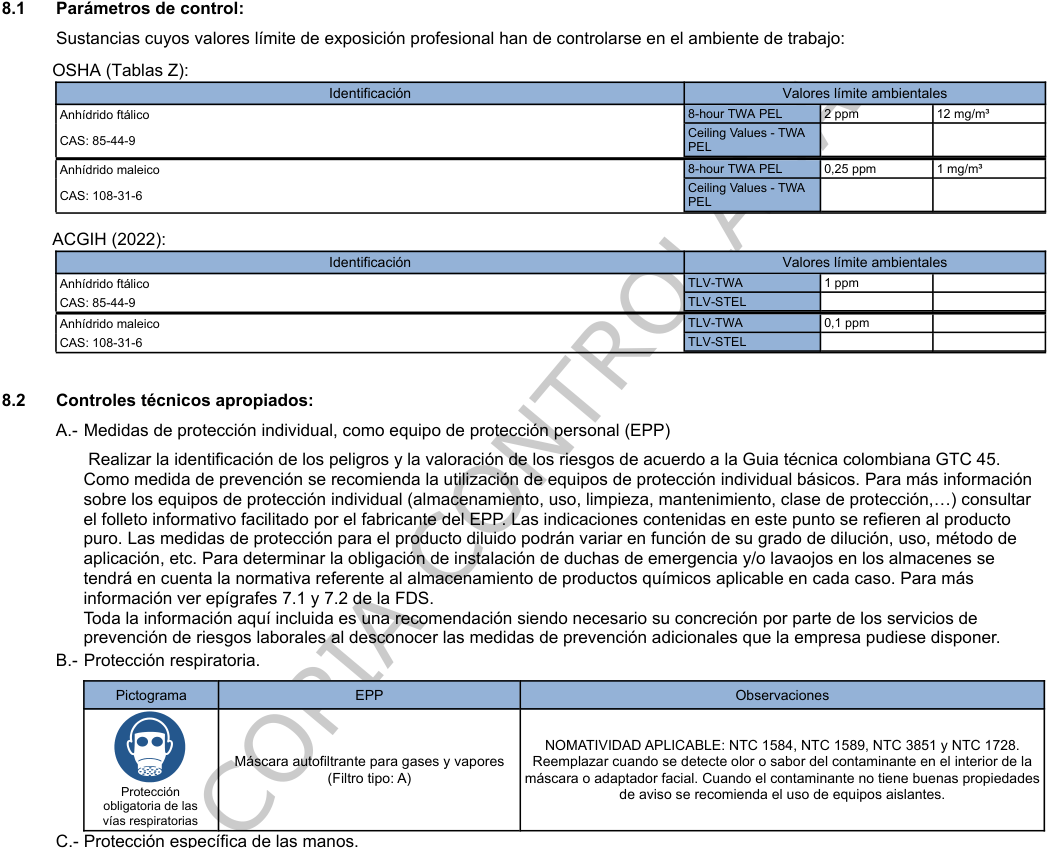 8.1 Parámetros de control:
Sustancias cuyos valores límite de exposición profesional han de controlarse en el ambiente de trabajo:
OSHA (Tablas Z):
Identificación Valores límite ambientales
Anhídrido ftálico 8-hour TWA PEL 2 ppm 12 mg/m³
CAS: 85-44-9 Ceiling Values - TWA
PEL
Anhídrido maleico 8-hour TWA PEL 0,25 ppm 1 mg/m³
CAS: 108-31-6 Ceiling Values - TWA
PEL
ACGIH (2022):
Identificación Valores límite ambientales
Anhídrido ftálico TLV-TWA 1 ppm
CAS: 85-44-9 TLV-STEL
Anhídrido maleico TLV-TWA 0,1 ppm
CAS: 108-31-6 TLV-STEL
8.2 Controles técnicos apropiados:
A.- Medidas de protección individual, como equipo de protección personal (EPP)
Realizar la identificación de los peligros y la valoración de los riesgos de acuerdo a la Guia técnica colombiana GTC 45.
Como medida de prevención se recomienda la utilización de equipos de protección individual básicos. Para más información
sobre los equipos de protección individual (almacenamiento, uso, limpieza, mantenimiento, clase de protección,…) consultar
el folleto informativo facilitado por el fabricante del EPP. Las indicaciones contenidas en este punto se refieren al producto
puro. Las medidas de protección para el producto diluido podrán variar en función de su grado de dilución, uso, método de
aplicación, etc. Para determinar la obligación de instalación de duchas de emergencia y/o lavaojos en los almacenes se
tendrá en cuenta la normativa referente al almacenamiento de productos químicos aplicable en cada caso. Para más
información ver epígrafes 7.1 y 7.2 de la FDS.
Toda la información aquí incluida es una recomendación siendo necesario su concreción por parte de los servicios de
prevención de riesgos laborales al desconocer las medidas de prevención adicionales que la empresa pudiese disponer.
B.- Protección respiratoria.
Pictograma EPP Observaciones
Protección
obligatoria de las
vías respiratorias
Máscara autofiltrante para gases y vapores
(Filtro tipo: A)
NOMATIVIDAD APLICABLE: NTC 1584, NTC 1589, NTC 3851 y NTC 1728.
Reemplazar cuando se detecte olor o sabor del contaminante en el interior de la
máscara o adaptador facial. Cuando el contaminante no tiene buenas propiedades
de aviso se recomienda el uso de equipos aislantes.
C.- Protección específica de las manos.